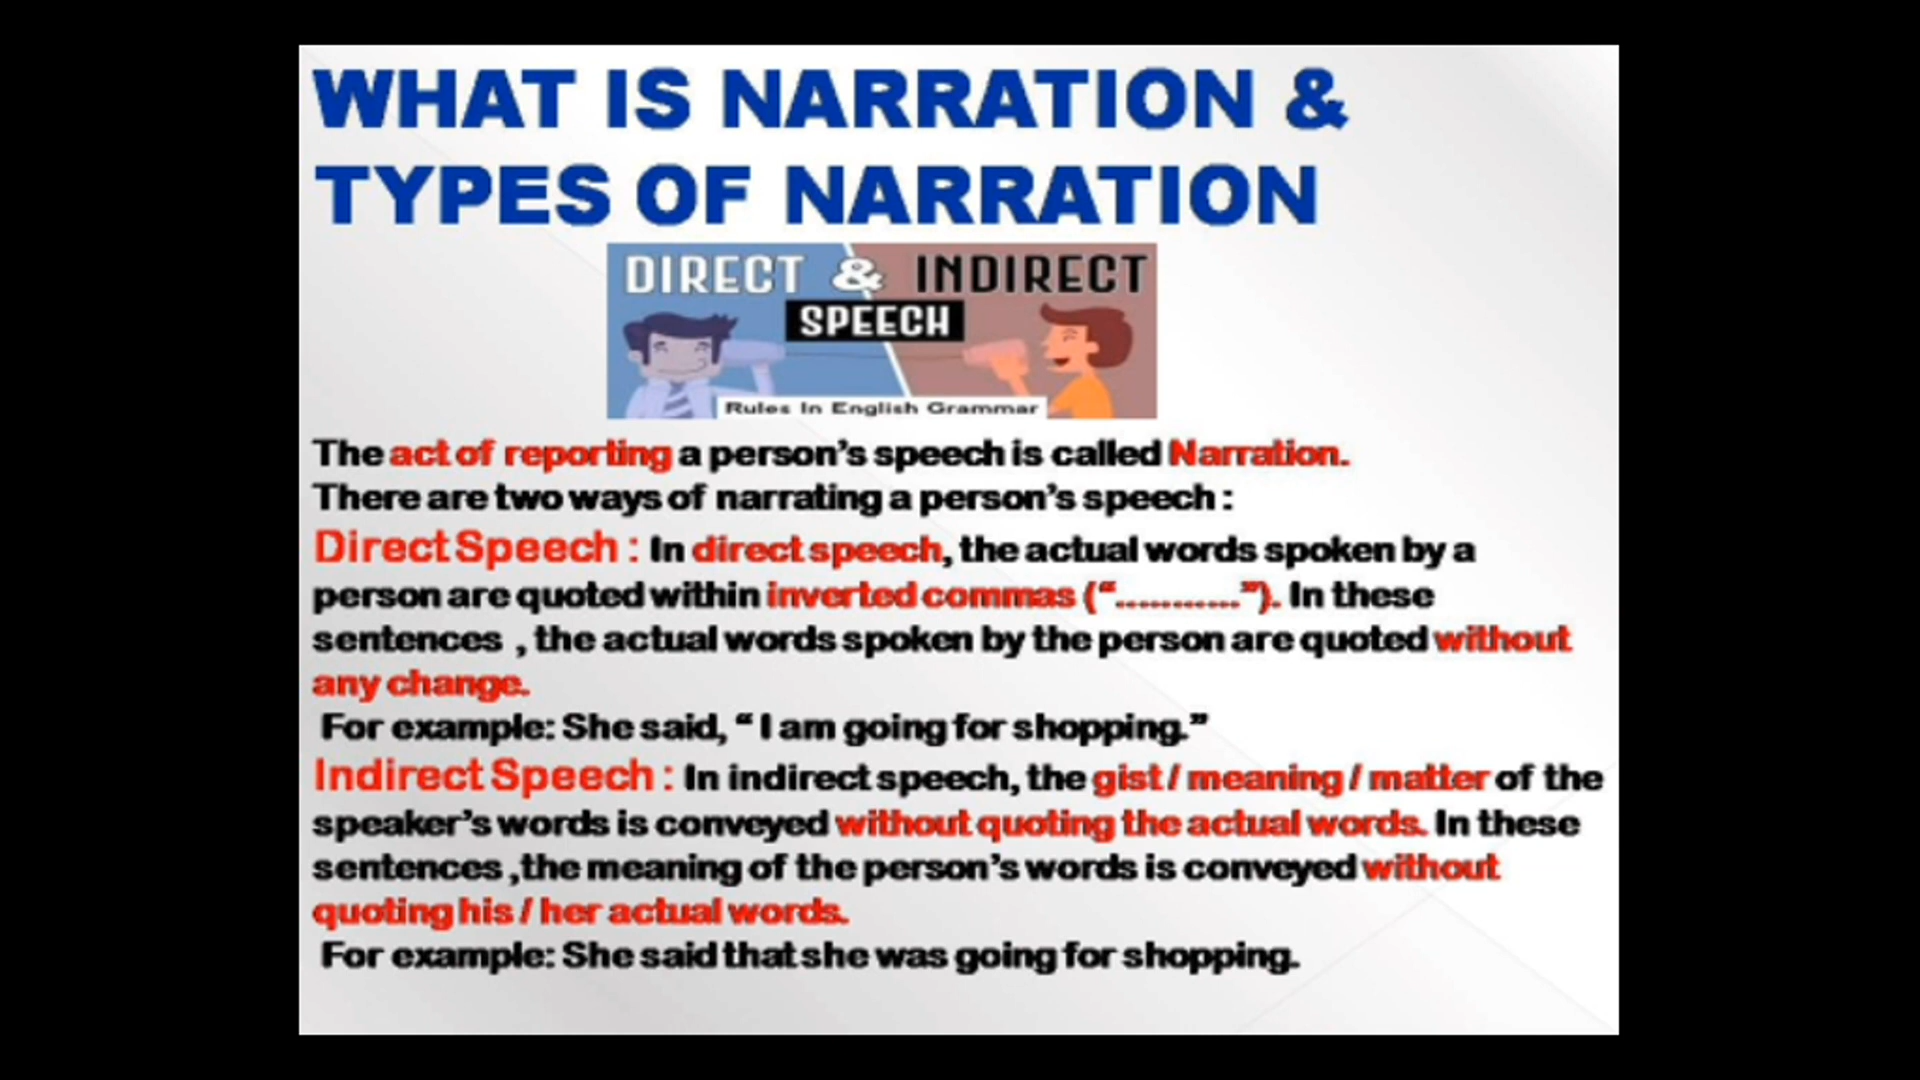 WHAT IS NARRATION &
TYPES OF NARRATION
DIRECT & INDIRECT
SPEECH
Rules In English Grammar
The act of reporting a person's speech is called Narration.
There are two ways of narrating a person's speech :
Direct Speech : In direct speech, the actual words spoken by a
person are quoted within inverted commas (“............”). In these
sentences , the actual words spoken by the person are quoted without
any change.
For example: She said, “ I am going for shopping.”
Indirect Speech : In indirect speech, the gist / meaning / matter of the
speaker's words is conveyed without quoting the actual words. In these
sentences ,the meaning of the person's words is conveyed without
quoting his / her actual words.
For example: She said that she was going for shopping.